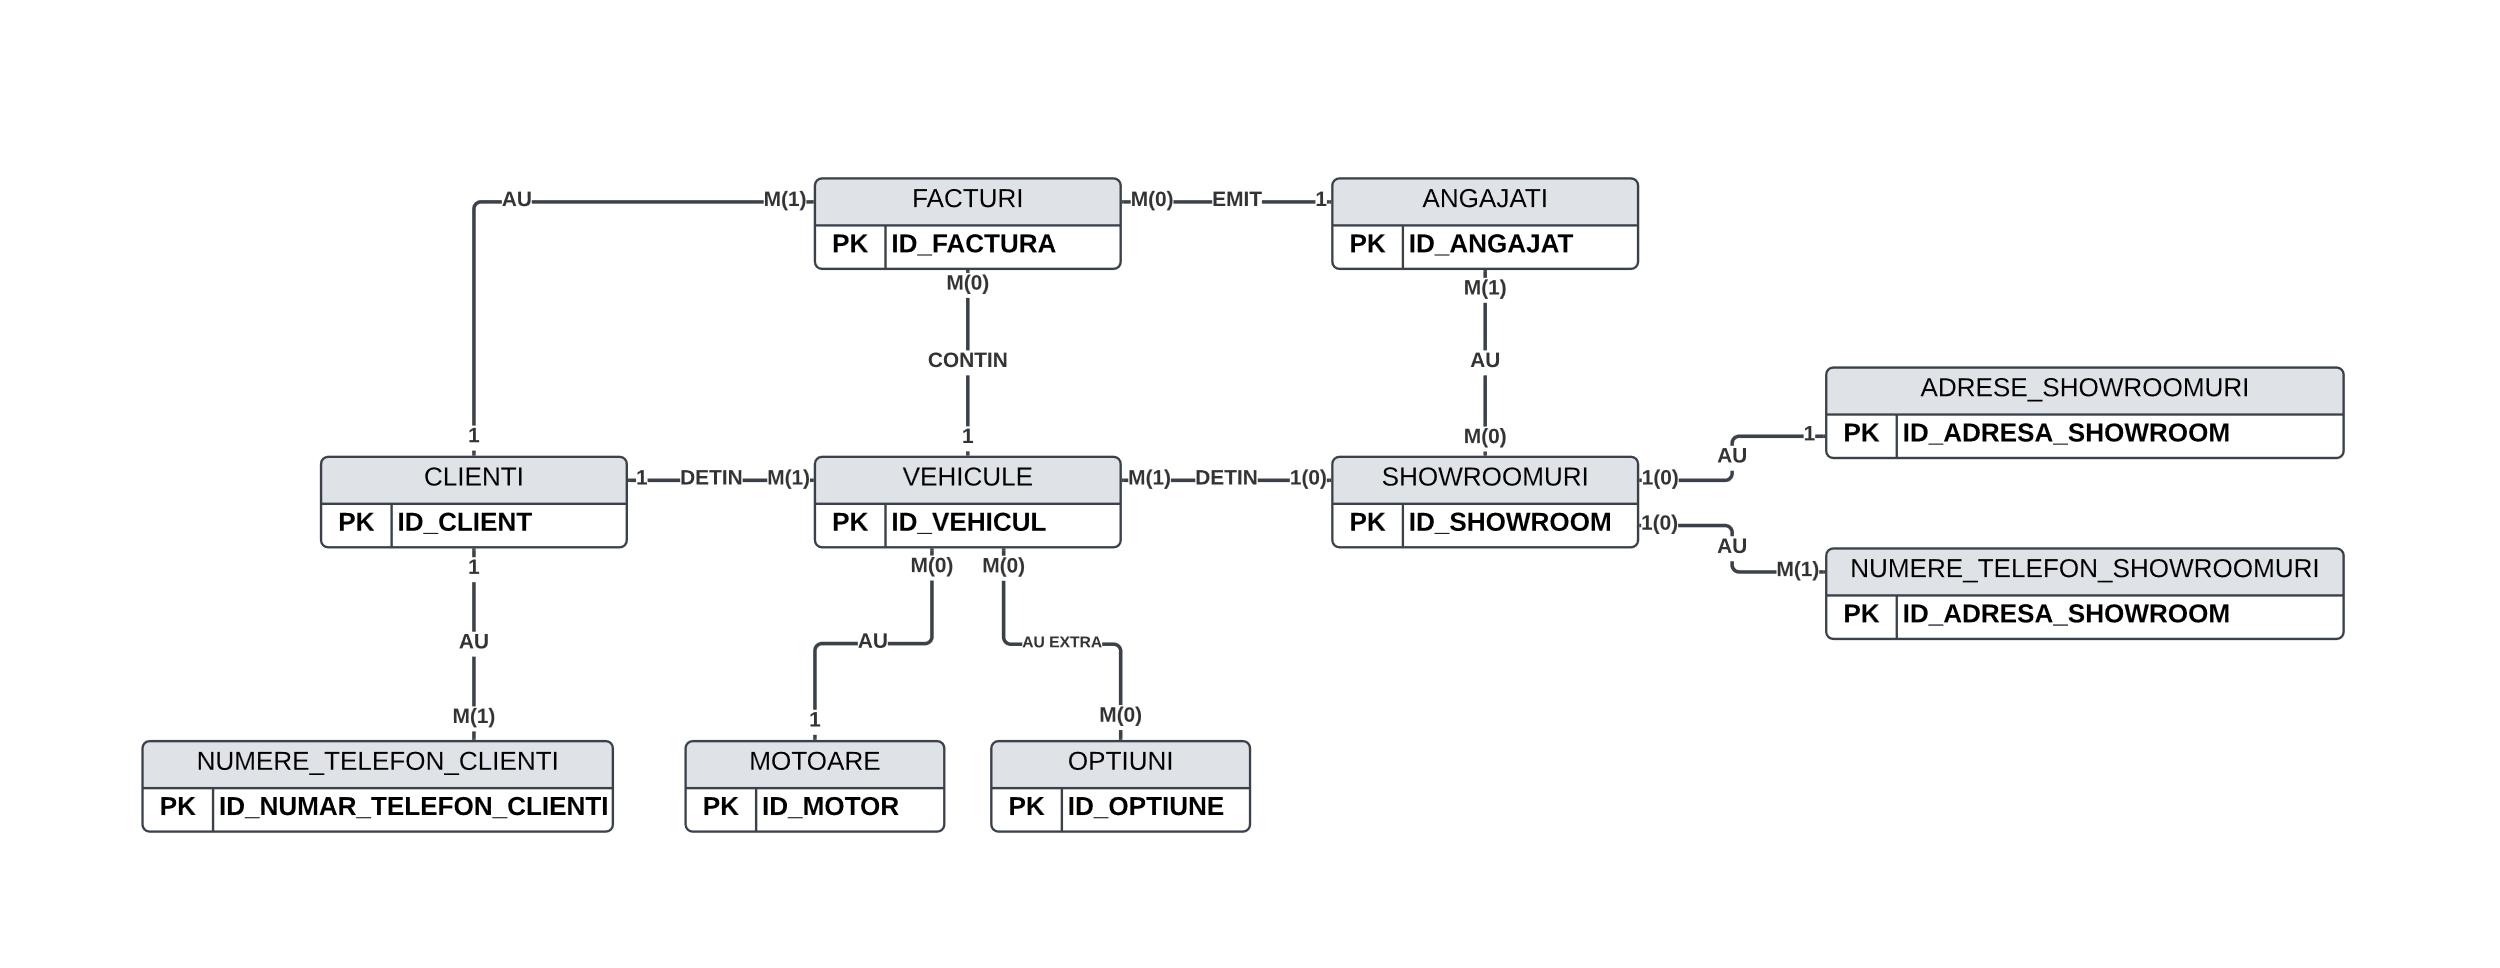 AU
M(1)
FACTURI
M(0)
EMIT
1
ANGAJATI
PK
ID_FACTURA
PK
ID_ANGAJAT
M(0)
M(1)
CONTIN
AU
ADRESE_SHOWROOMURI
1
1
M(0)
1
PK
ID_ADRESA_SHOWROOM
AU
CLIENTI
1
DETIN
M(1)
VEHICULE
M(1)
DETIN
1(0)
SHOWROOMURI
1(0)
PK
ID_CLIENT
PK
ID_VEHICUL
PK
ID_SHOWROOM
1(0)
AU
1
M(0)
M(0)
M(1)
NUMERE_TELEFON_SHOWROOMURI
PK
ID_ADRESA_SHOWROOM
AU
AU
AU EXTRA
M(1)
1
M(0)
NUMERE_TELEFON_CLIENTI
MOTOARE
OPTIUNI
PK
ID_NUMAR_TELEFON_CLIENTI
PK
ID_MOTOR
PK
ID_OPTIUNE